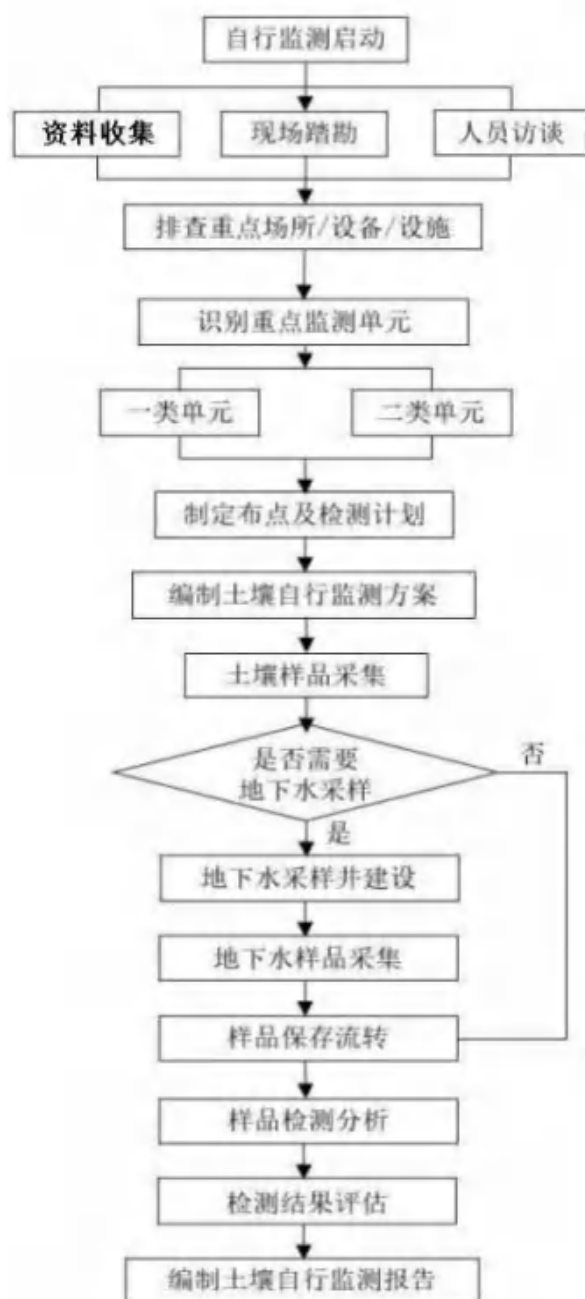 自行监测启动
资料收集
现场踏勘
人员访谈
排查重点场所/设备/设施
识别重点监测单元
一类单元
二类单元
制定布点及检测计划
编制土壤自行监测方案
土壤样品采集
是否需要
地下水采样
否
是
地下水采样井建设
地下水样品采集
样品保存流转
样品检测分析
检测结果评估
编制土壤自行监测报告